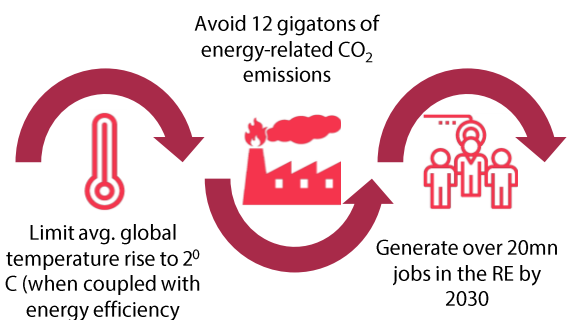 Avoid 12 gigatons of
energy-related CO₂
emissions
Limit avg. global
temperature rise to 2⁰
C (when coupled with
energy efficiency
Generate over 20mn
jobs in the RE by
2030